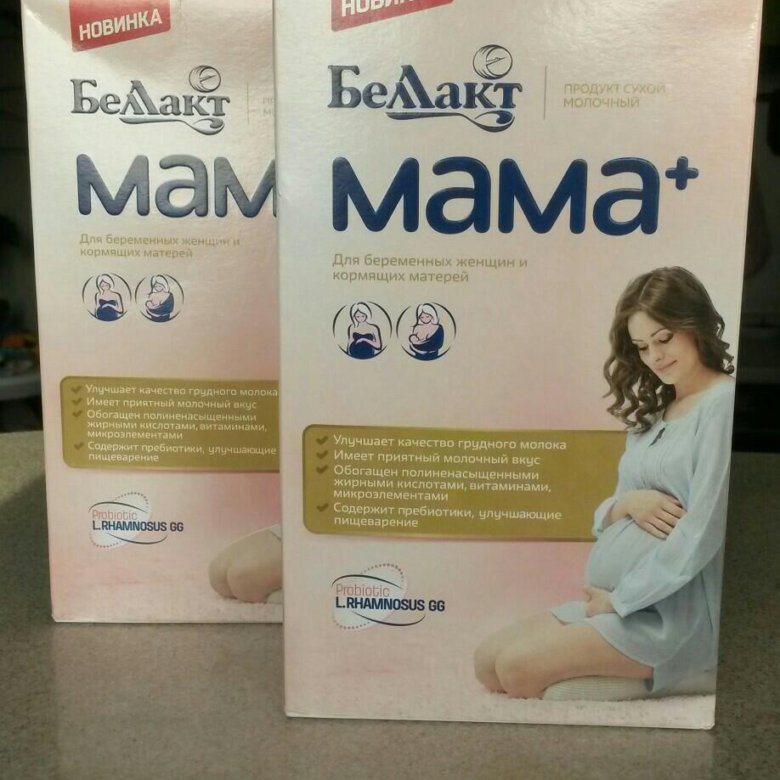 НОВИНКА
Беллакт
МАМ
Для беременных женщин и
кормящих матерей
Улучшает качество грудного молока
Имеет приятный молочный вкус
Обогащен полиненасыщенными
жирными кислотами, витаминами,
микроэлементами
Содержит пребиотики, улучшающие
пищеварение
Probiotic
L.RHAMNOSUS GG
НОВИНКА
Беллакт
ПРОДУКТ СУХОЙ
МОЛОЧНЫЙ
МАМА+
Для беременных женщин и
кормящих матерей
Улучшает качество грудного молока
Имеет приятный молочный вкус
Обогащен полиненасыщенными
жирными кислотами, витаминами,
микроэлементами
Содержит пребиотики, улучшающие
пищеварение
Probiotic
L.RHAMNOSUS GG